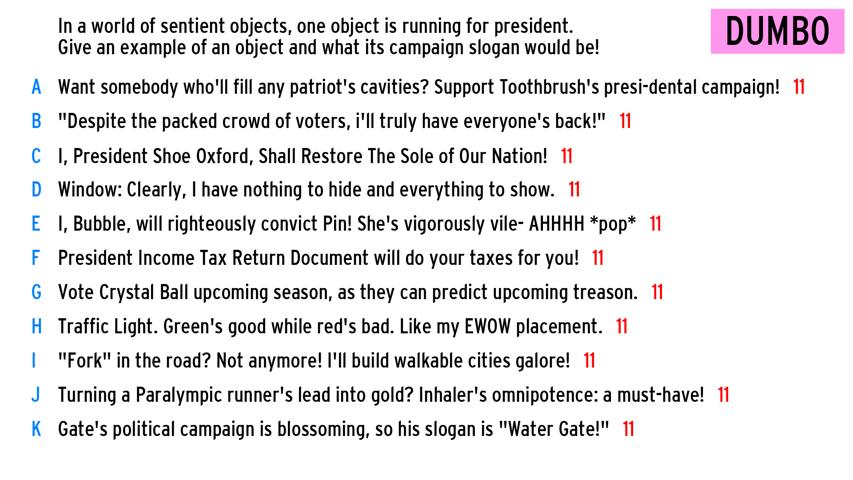 In a world of sentient objects, one object is running for president.
Give an example of an object and what its campaign slogan would be!
DUMBO
A Want somebody who'll fill any patriot's cavities? Support Toothbrush's presi-dental campaign! 11
B "Despite the packed crowd of voters, i'll truly have everyone's back!" 11
C I, President Shoe Oxford, Shall Restore The Sole of Our Nation! 11
D Window: Clearly, I have nothing to hide and everything to show. 11
E I, Bubble, will righteously convict Pin! She's vigorously vile- AHHHH *pop* 11
F President Income Tax Return Document will do your taxes for you! 11
G Vote Crystal Ball upcoming season, as they can predict upcoming treason. 11
H Traffic Light. Green's good while red's bad. Like my EWOW placement. 11
I "Fork" in the road? Not anymore! I'll build walkable cities galore! 11
J Turning a Paralympic runner's lead into gold? Inhaler's omnipotence: a must-have! 11
K Gate's political campaign is blossoming, so his slogan is "Water Gate!" 11